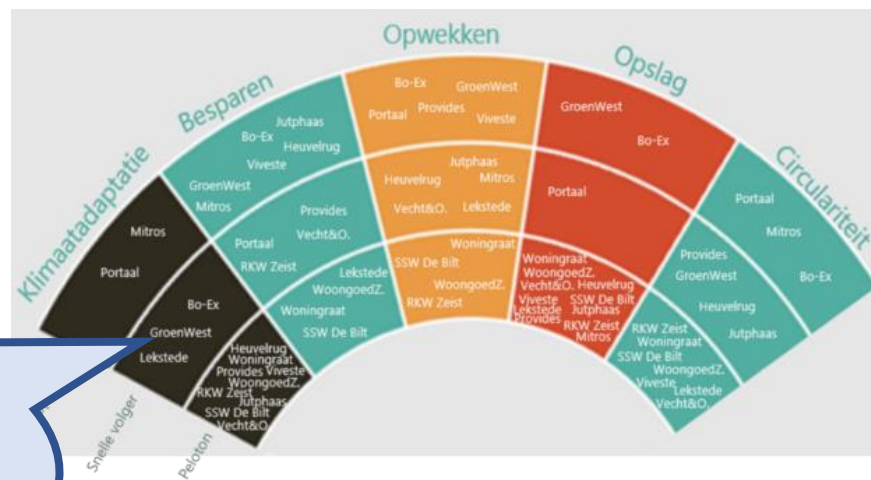 Klimaatadaptatie
Besparen
Opwekken
Opslag
Circulariteit
Mitros
Portaal
Bo-Ex
GroenWest
Lekstede
Heuvelrug
Woningraat
Provides Viveste
WoongoedZ.
RKW Zeist
Jutphaas
SSW De Bilt
Vecht&O.
Jutphaas
Bo-Ex
Heuvelrug
Viveste
GroenWest
Mitros
Provides
Vecht&O.
Portaal
RKW Zeist
Lekstede
WoongoedZ.
Woningraat
SSW De Bilt
Bo-Ex
GroenWest
Portaal
Provides
Viveste
Jutphaas
Heuvelrug
Mitros
Vecht&O.
Lekstede
Woningraat
SSW De Bilt
WoongoedZ.
RKW Zeist
GroenWest
Bo-Ex
Portaal
Woningraat
WoongoedZ.
Vecht&O. Heuvelrug
Viveste SSW De Bilt
Lekstede Jutphaas
Provides
RKW Zeist
Mitros
Portaal
Mitros
Bo-Ex
Provides
GroenWest
Heuvelrug
Jutphaas
RKW Zeist
Woningraat
SSW De Bilt
WoongoedZ.
Viveste
Lekstede
Vecht&O.
Snelle volger
Peloton